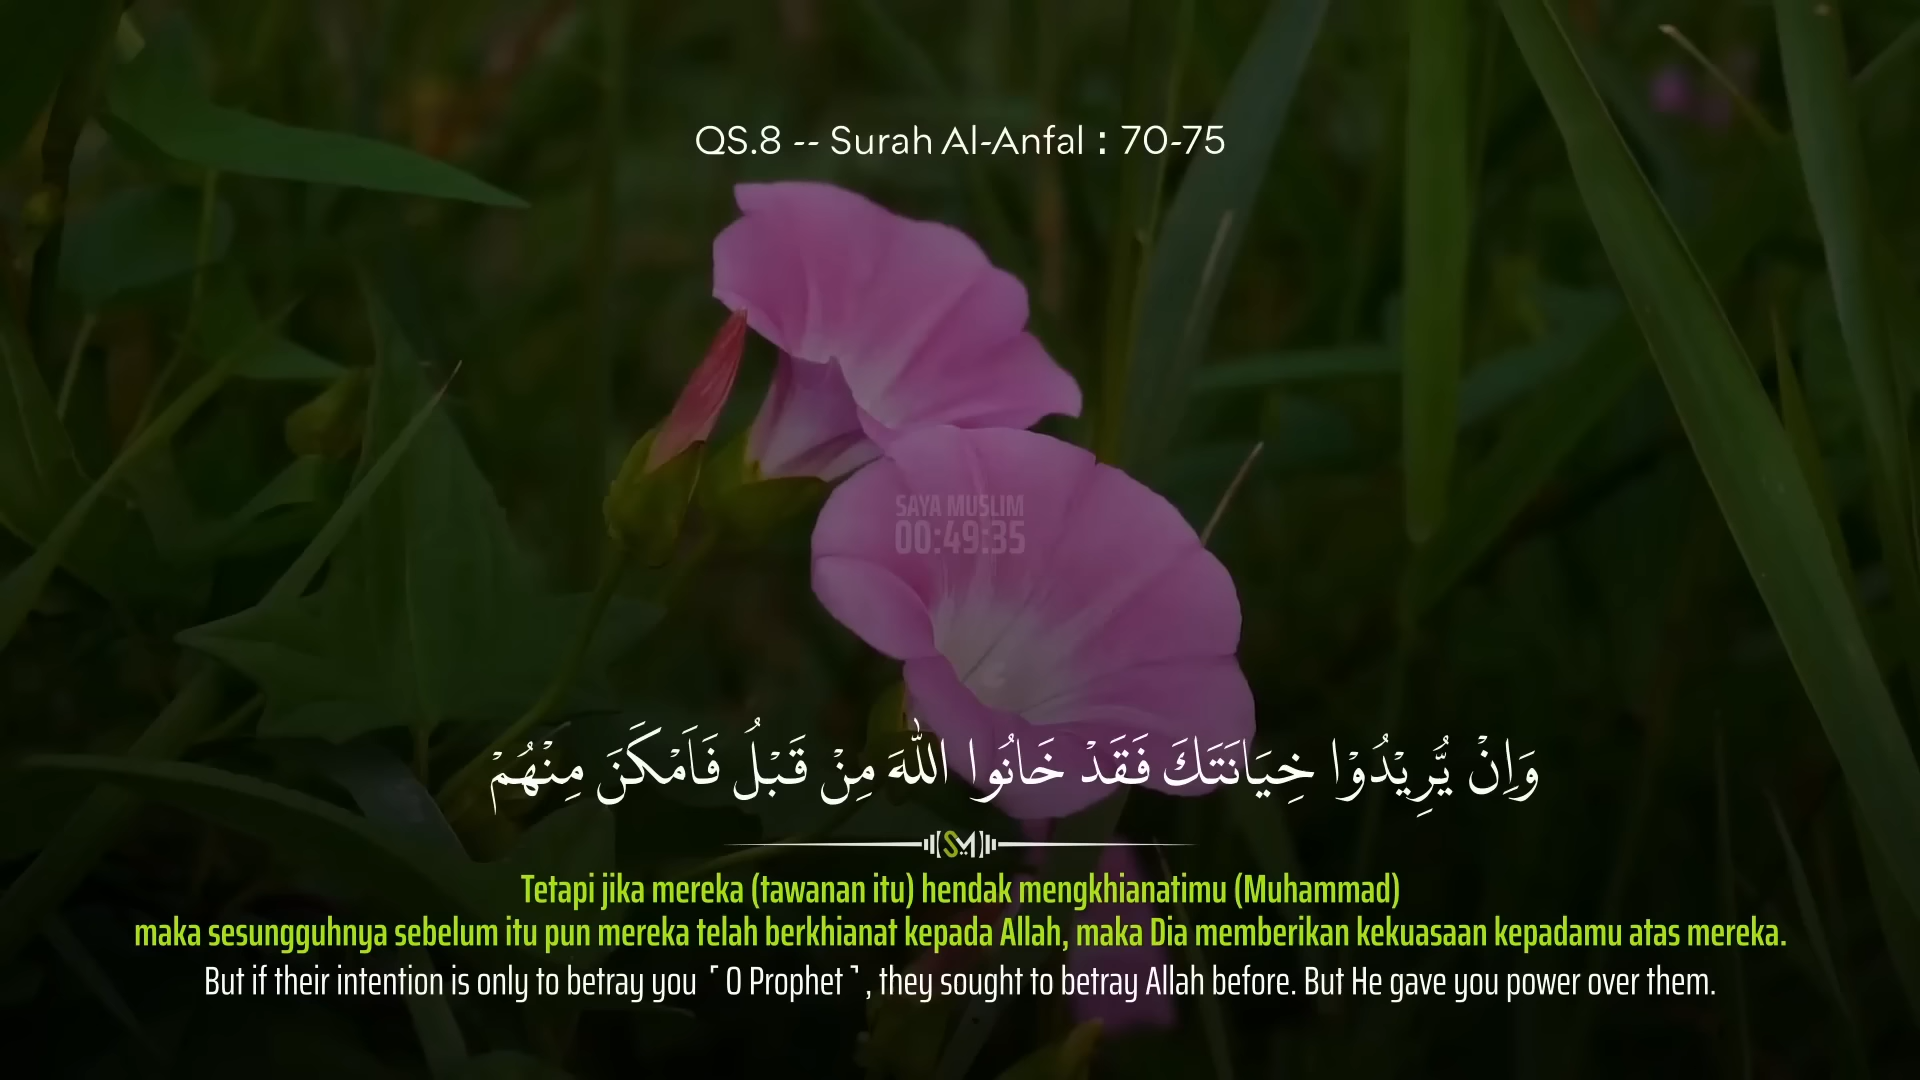 QS.8 -- Surah Al-Anfal : 70-75
SAYA MUSLIM
00:49:35
وَاِنْ يُّرِيْدُوْا خِيَانَتَكَ فَقَدْ خَانُوا اللّٰهَ مِنْ قَبْلُ فَاَمْكَنَ مِنْهُمْ
SM
Tetapi jika mereka (tawanan itu) hendak mengkhianatimu (Muhammad)
maka sesungguhnya sebelum itu pun mereka telah berkhianat kepada Allah, maka Dia memberikan kekuasaan kepadamu atas mereka.
But if their intention is only to betray you ˹O Prophet˺, they sought to betray Allah before. But He gave you power over them.